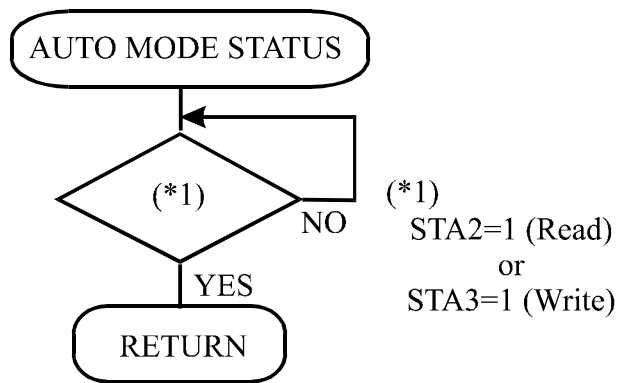 AUTO MODE STATUS
(*1)
NO
YES
RETURN
(*1)
STA2=1 (Read)
or
STA3=1 (Write)